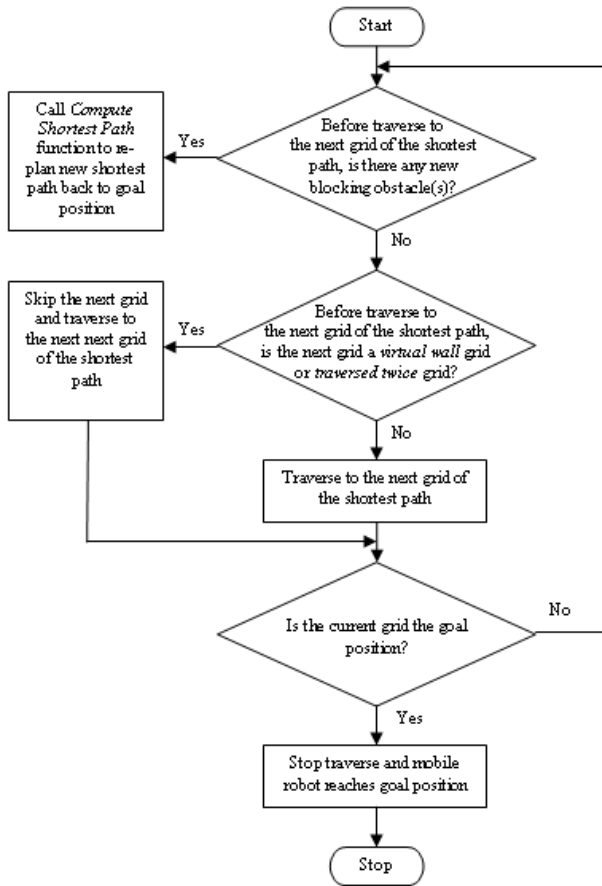 Start
Before traverse to
the next grid of the shortest
path, is there any new
blocking obstacle(s)?
Yes
Call Compute
Shortest Path
function to re-
plan new shortest
path back to goal
position
No
Before traverse to
the next grid of the shortest path,
is the next grid a virtual wall grid
or traversed twice grid?
Yes
Skip the next grid
and traverse to
the next next grid
of the shortest
path
No
Traverse to the next grid of
the shortest path
Is the current grid the goal
position?
No
Yes
Stop traverse and mobile
robot reaches goal position
Stop